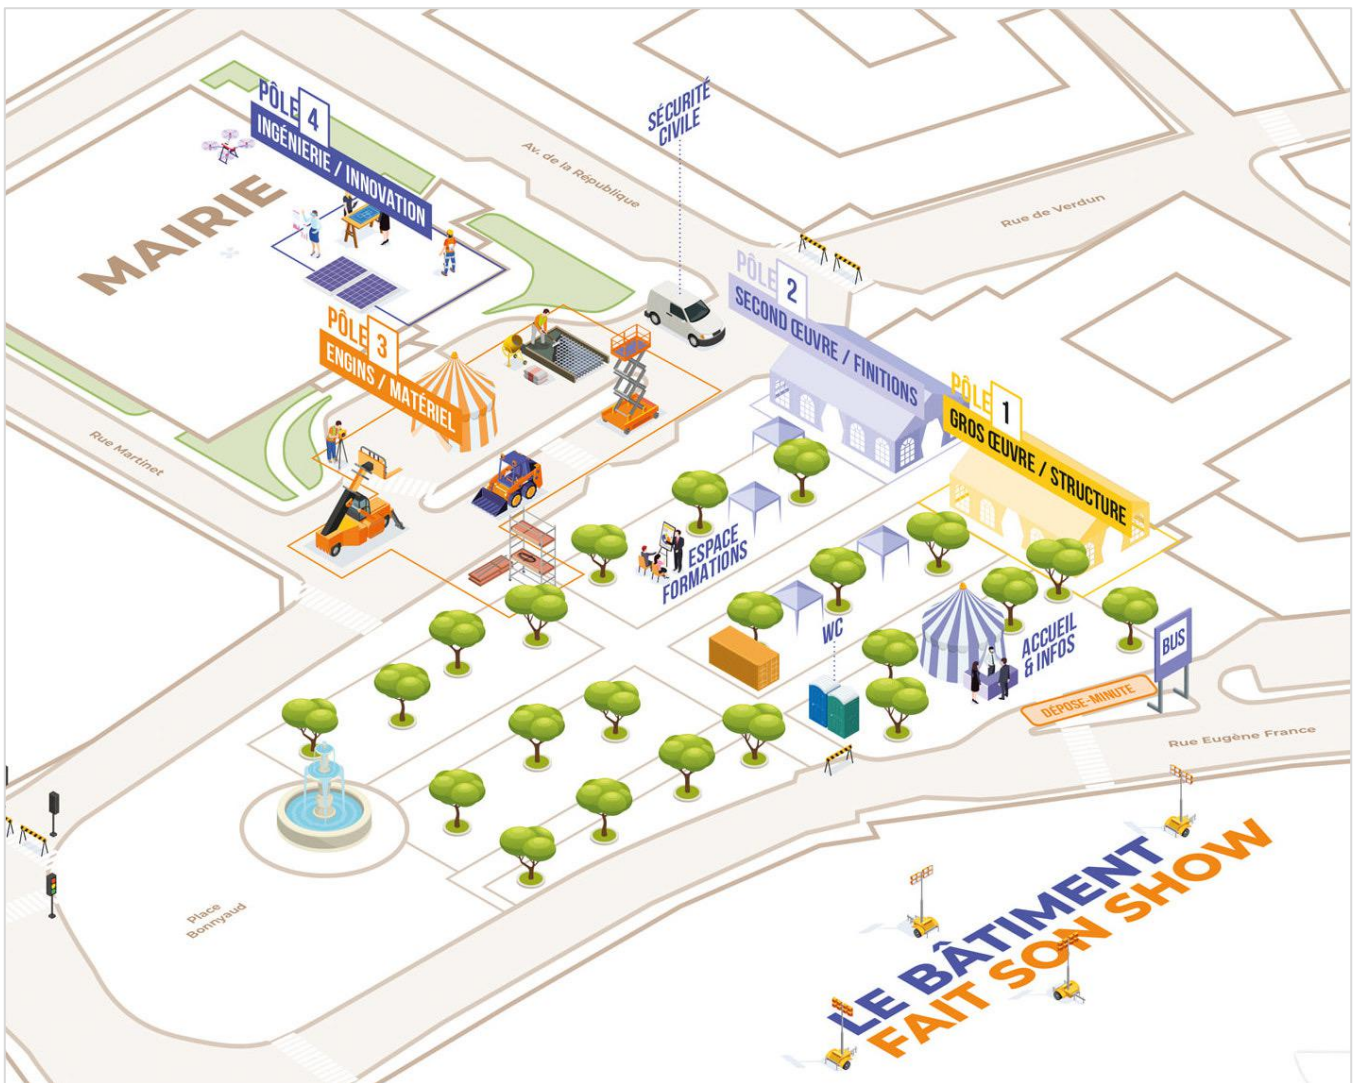 PÔLE 4
INGÉNIERIE / INNOVATION
MAIRIE
SÉCURITÉ
CIVILE
Av. de la République
Rue de Verdun
PÔLE 2
SECOND ŒUVRE / FINITIONS
PÔLE 3
ENGINS / MATÉRIEL
PÔLE 1
GROS ŒUVRE / STRUCTURE
Rue Martinet
ESPACE
FORMATIONS
WC
ACCUEIL
& INFOS
BUS
DÉPOSE-MINUTE
Rue Eugène France
Place
Bonnyaud
LE BÂTIMENT
FAIT SON SHOW